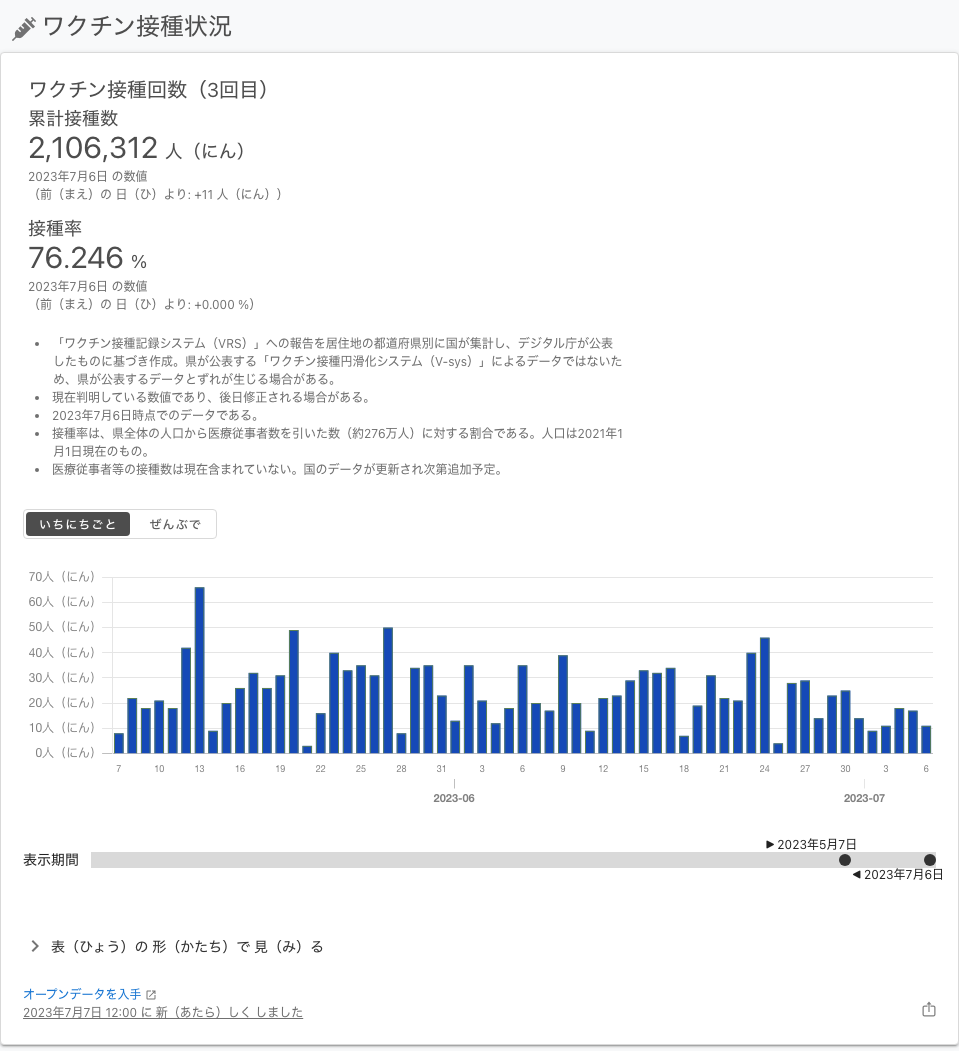 ワクチン接種状況
ワクチン接種回数（3回目）
累計接種数
2,106,312 人（にん）
2023年7月6日 の数値
（前（まえ）の 日（ひ）より: +11 人（にん））
接種率
76.246 %
2023年7月6日 の数値
（前（まえ）の 日（ひ）より: +0.000 %）
• 「ワクチン接種記録システム（VRS）」への報告を居住地の都道府県別に国が集計し、デジタル庁が公表
したものに基づき作成。県が公表する「ワクチン接種円滑化システム（V-sys）」によるデータではないた
め、県が公表するデータとずれが生じる場合がある。
• 現在判明している数値であり、後日修正される場合がある。
• 2023年7月6日時点でのデータである。
• 接種率は、県全体の人口から医療従事者数を引いた数（約276万人）に対する割合である。人口は2021年1
月1日現在のもの。
• 医療従事者等の接種数は現在含まれていない。国のデータが更新され次第追加予定。
いちにちごと ぜんぶで
70人（にん）
60人（にん）
50人（にん）
40人（にん）
30人（にん）
20人（にん）
10人（にん）
0人（にん）
7 10 13 16 19 22 25 28 31 3 6 9 12 15 18 21 24 27 30 3 6
2023-06 2023-07
▶ 2023年5月7日
表示期間
◀ 2023年7月6日
表（ひょう）の 形（かたち）で 見（み）る
オープンデータを入手
2023年7月7日 12:00 に 新（あたら）しく しました